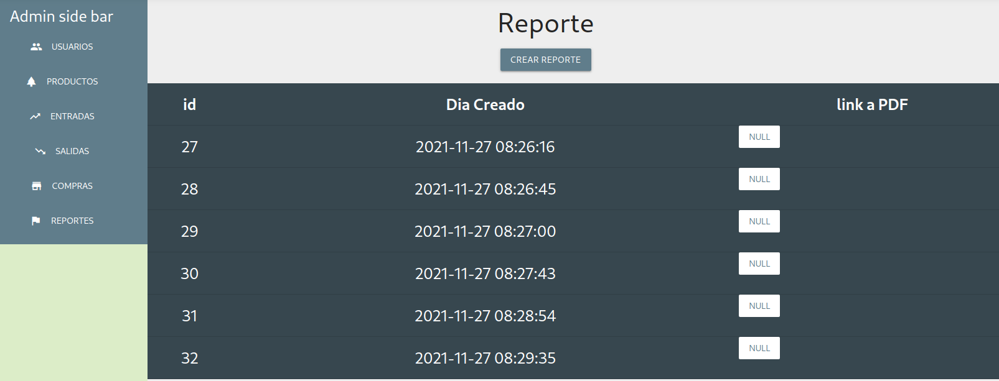 Admin side bar
USUARIOS
PRODUCTOS
ENTRADAS
SALIDAS
COMPRAS
REPORTES
Reporte
CREAR REPORTE
id Dia Creado link a PDF
27 2021-11-27 08:26:16 NULL
28 2021-11-27 08:26:45 NULL
29 2021-11-27 08:27:00 NULL
30 2021-11-27 08:27:43 NULL
31 2021-11-27 08:28:54 NULL
32 2021-11-27 08:29:35 NULL